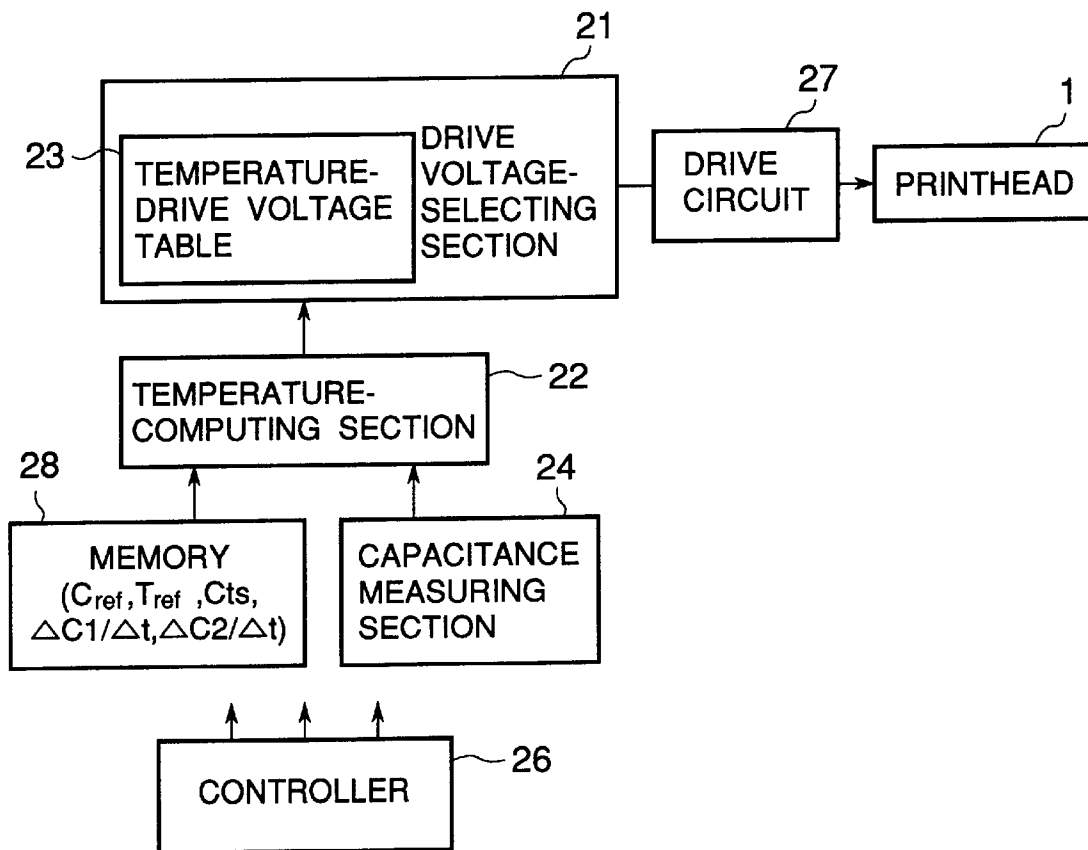 21
27
1
23
TEMPERATURE-
DRIVE VOLTAGE
TABLE
DRIVE
VOLTAGE-
SELECTING
SECTION
DRIVE
CIRCUIT
PRINTHEAD
22
TEMPERATURE-
COMPUTING SECTION
28
MEMORY
(Cref,Tref ,Cts,
△C1/△t,△C2/△t)
24
CAPACITANCE
MEASURING
SECTION
26
CONTROLLER